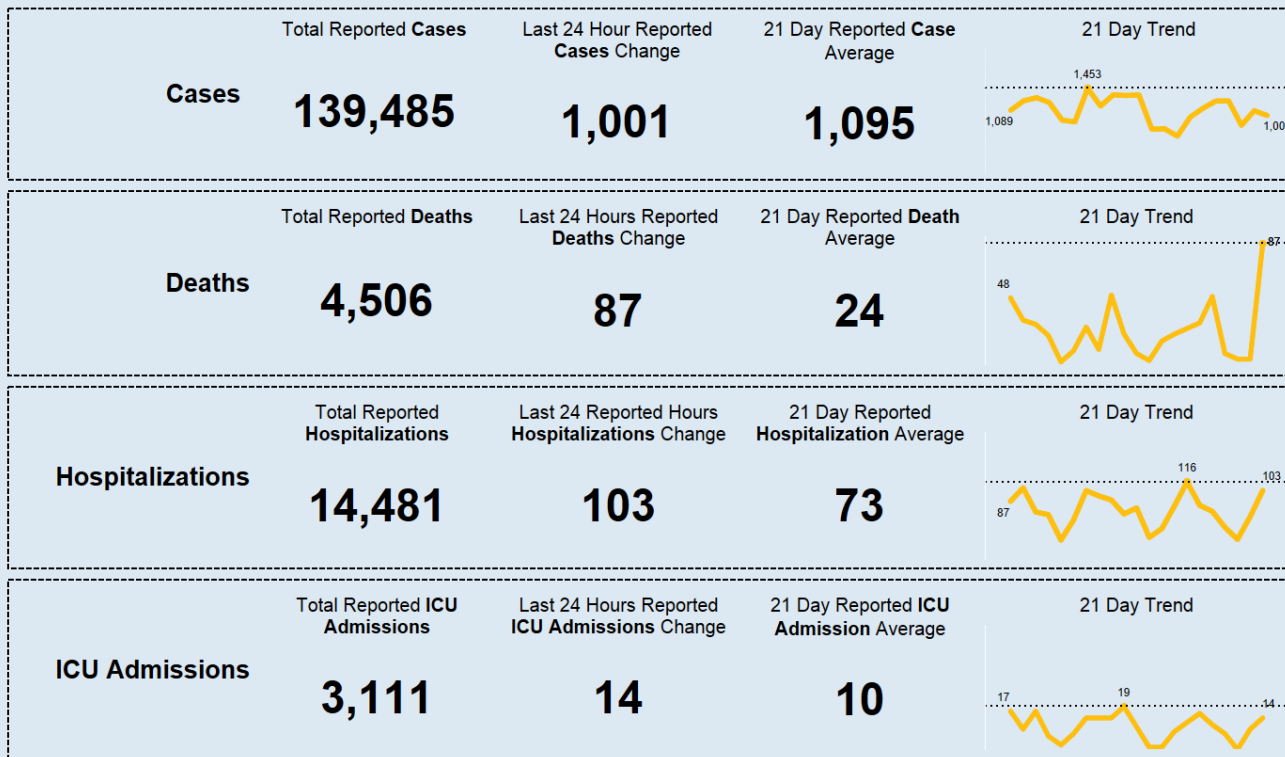 Cases
Total Reported Cases
139,485
Last 24 Hour Reported
Cases Change
1,001
21 Day Reported Case
Average
1,095
21 Day Trend
1,453
1,089
1,00
Deaths
Total Reported Deaths
4,506
Last 24 Hours Reported
Deaths Change
87
21 Day Reported Death
Average
24
21 Day Trend
87
48
Hospitalizations
Total Reported
Hospitalizations
14,481
Last 24 Reported Hours
Hospitalizations Change
103
21 Day Reported
Hospitalization Average
73
21 Day Trend
116
103
87
ICU Admissions
Total Reported ICU
Admissions
3,111
Last 24 Hours Reported
ICU Admissions Change
14
21 Day Reported ICU
Admission Average
10
21 Day Trend
17
19
14